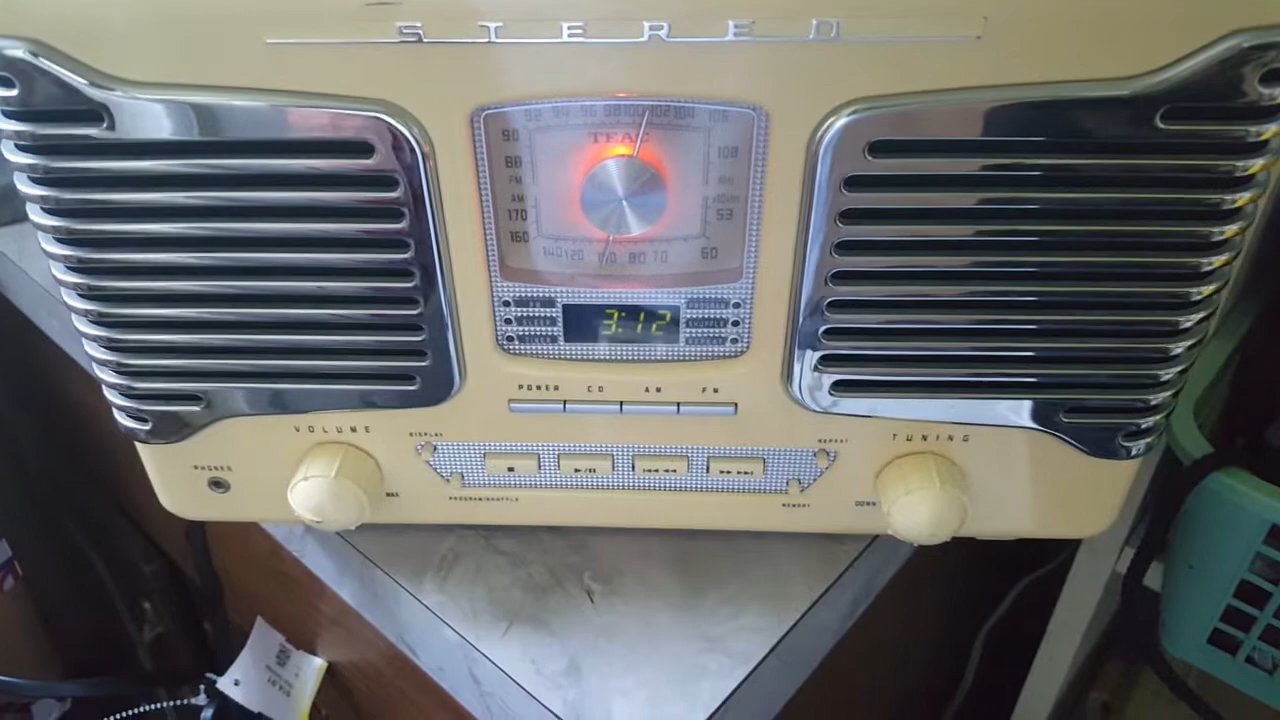 STEREO
92 94 96 98 100 102 104 106
TEAC
90 108
88
FM
AM
170 53
160 60
140 120 80 70
3:12
SHUFFLE
POWER CD AM FM
VOLUME TUNING
DISPLAY REPEAT
PHONES
MAX DOWN
PROGRAM/SHUFFLE MEMORY